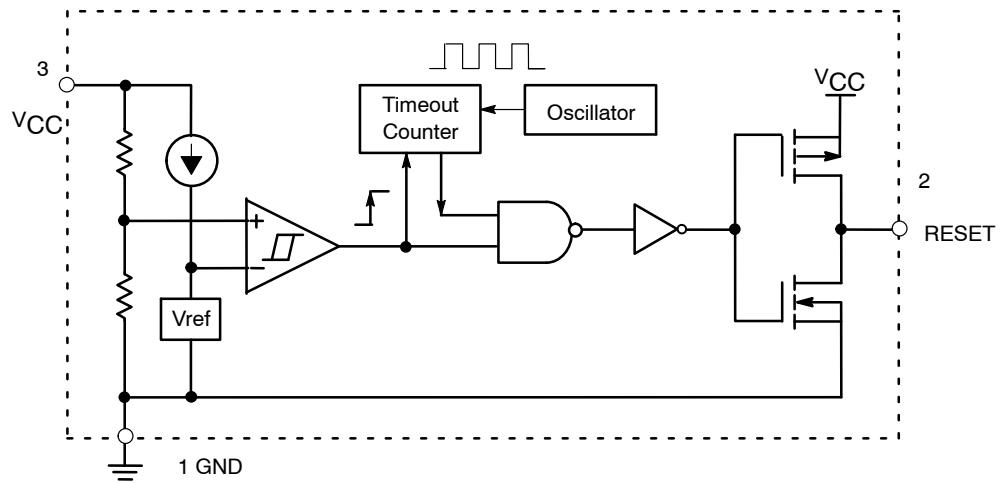 3
VCC
Timeout
Counter
Oscillator
VCC
2
RESET
+
−
Vref
1 GND